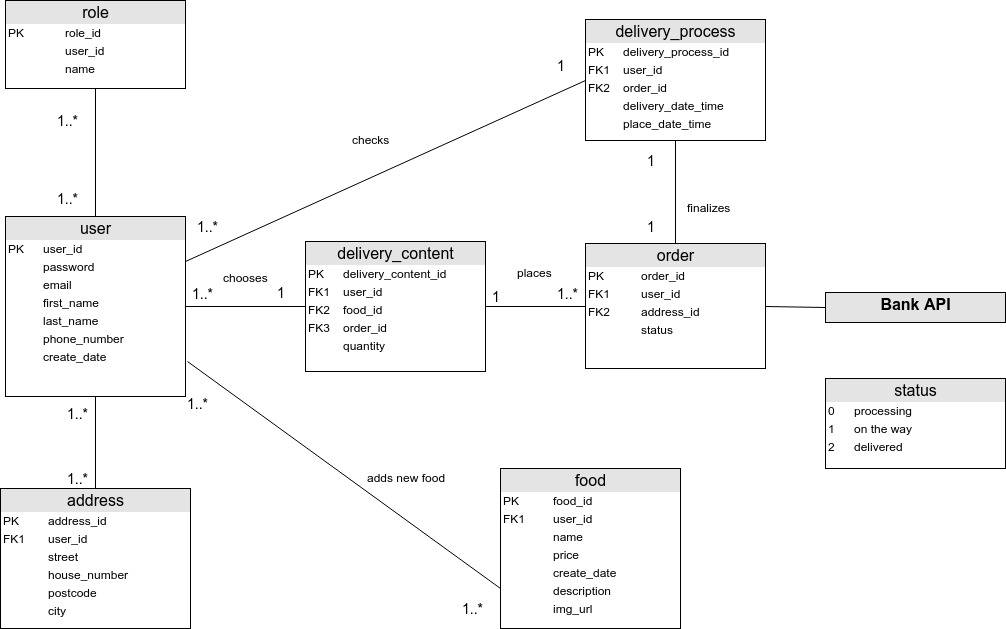 role
PK role_id
user_id
name
1..*
1..*
user
PK user_id
password
email
first_name
last_name
phone_number
create_date
1..*
1..*
address
PK address_id
FK1 user_id
street
house_number
postcode
city
checks
1..*
1
delivery_process
PK delivery_process_id
FK1 user_id
FK2 order_id
delivery_date_time
place_date_time
1
finalizes
1
chooses
1..*
1
delivery_content
PK delivery_content_id
FK1 user_id
FK2 food_id
FK3 order_id
quantity
places
1
1..*
order
PK order_id
FK1 user_id
FK2 address_id
status
Bank API
status
0 processing
1 on the way
2 delivered
1..*
adds new food
1..*
food
PK food_id
FK1 user_id
name
price
create_date
description
img_url